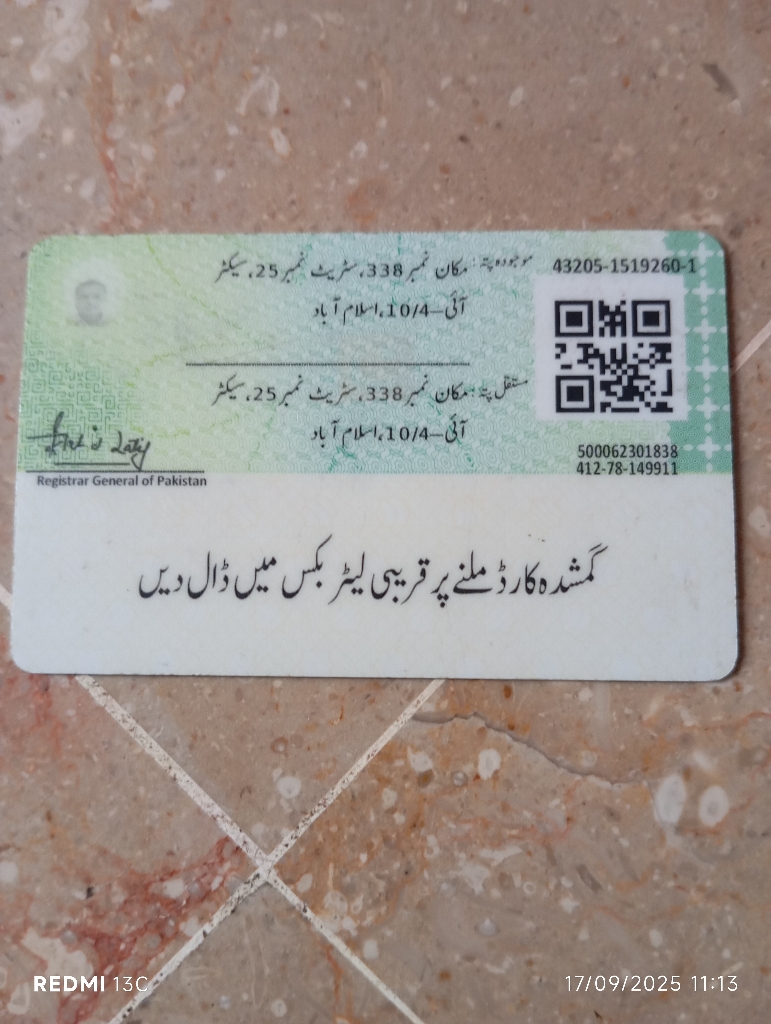 موجودہ پتہ: مکان نمبر 338، سٹریٹ نمبر 25، سیکٹر
آئی–10/4، اسلام آباد
43205-1519260-1
مستقل پتہ: مکان نمبر 338، سٹریٹ نمبر 25، سیکٹر
آئی–10/4، اسلام آباد
500062301838
412-78-149911
Registrar General of Pakistan
گمشدہ کارڈ ملنے پر قریبی لیٹر بکس میں ڈال دیں
REDMI 13C
17/09/2025 11:13